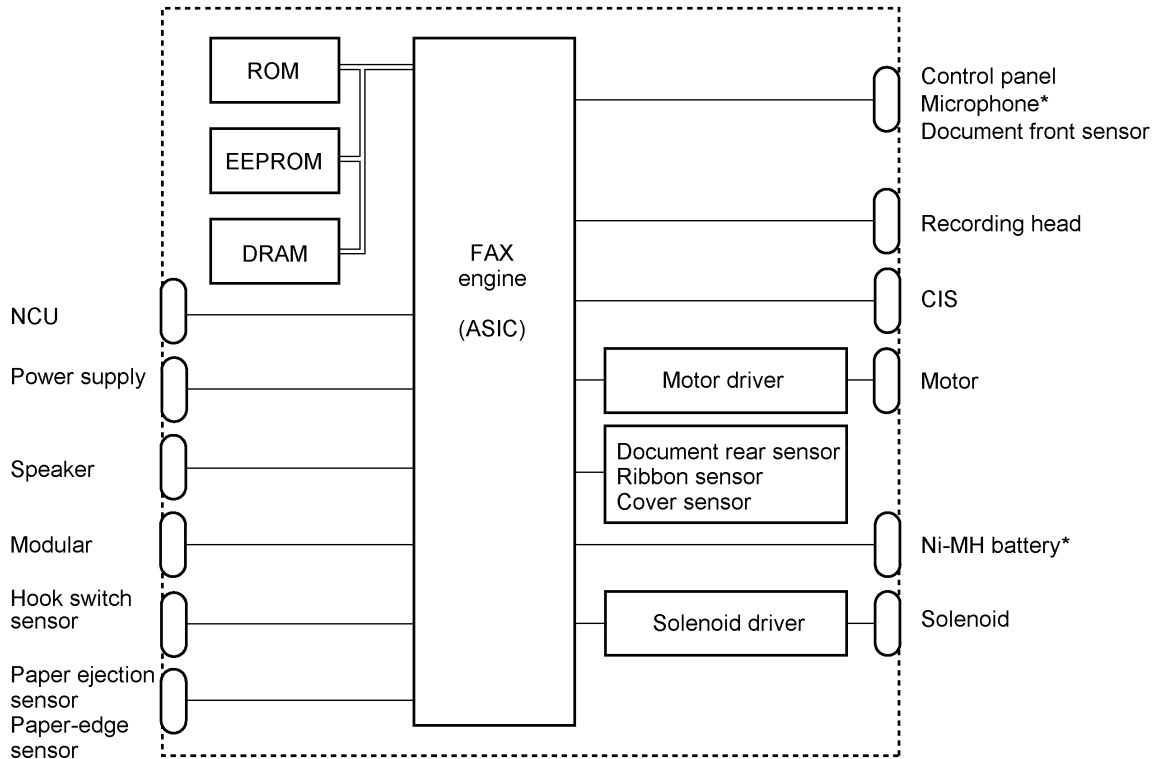 ROM
EEPROM
DRAM
FAX
engine
(ASIC)
NCU
Power supply
Speaker
Modular
Hook switch
sensor
Paper ejection
sensor
Paper-edge
sensor
Control panel
Microphone*
Document front sensor
Recording head
CIS
Motor driver
Motor
Document rear sensor
Ribbon sensor
Cover sensor
Ni-MH battery*
Solenoid driver
Solenoid